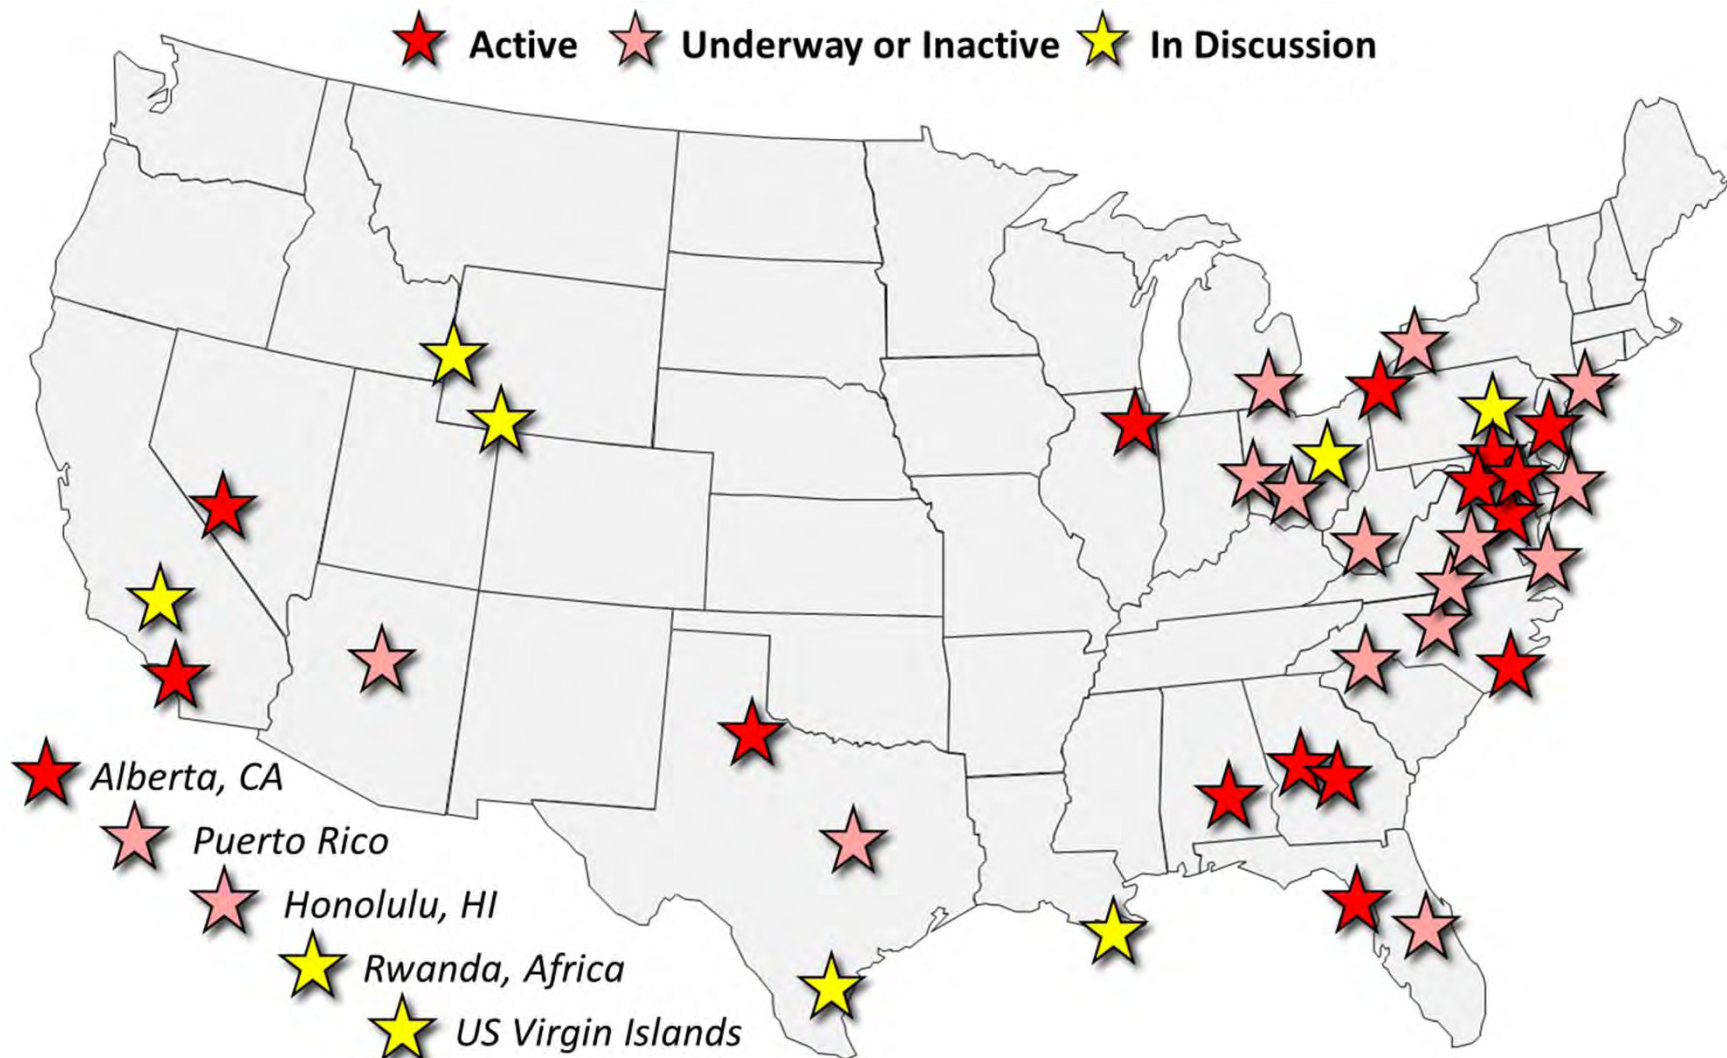 Active Underway or Inactive In Discussion
Alberta, CA
Puerto Rico
Honolulu, HI
Rwanda, Africa
US Virgin Islands